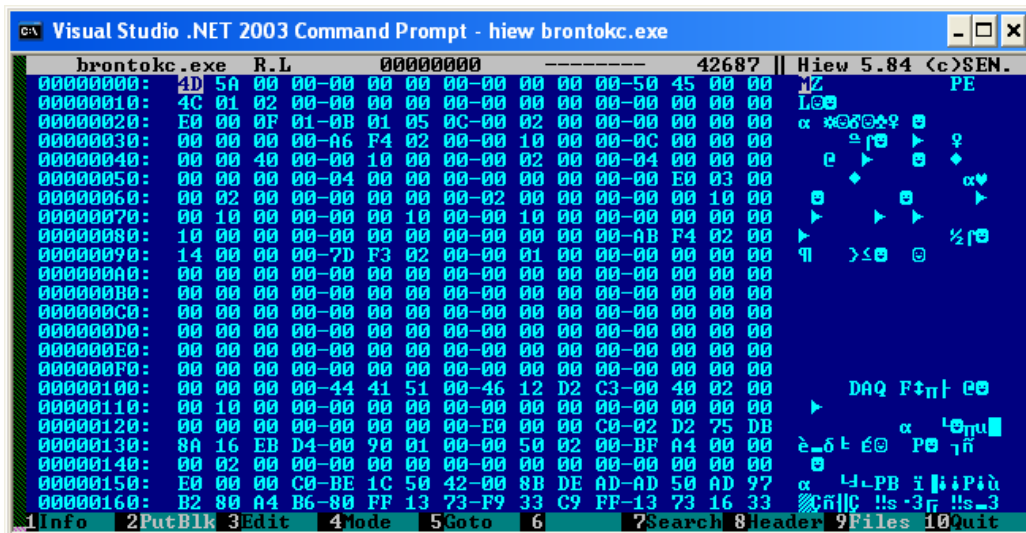 Visual Studio .NET 2003 Command Prompt - hiew brontokc.exe
brontokc.exe R.L 00000000 -------- 42687 ║ Hiew 5.84 (c)SEN.
00000000: 4D 5A 00 00-00 00 00 00-00 00 00 00-50 45 00 00 MZ PE
00000010: 4C 01 02 00-00 00 00 00-00 00 00 00-00 00 00 00 L☺☻
00000020: E0 00 0F 01-0B 01 05 0C-00 02 00 00-00 00 00 00 α ☼☺♂☺♣♀ ☻
00000030: 00 00 00 00-A6 F4 02 00-00 10 00 00-0C 00 00 00 ª⌠☻ ► ♀
00000040: 00 00 40 00-00 10 00 00-00 02 00 00-04 00 00 00 @ ► ☻ ♦
00000050: 00 00 00 00-04 00 00 00-00 00 00 00-00 E0 03 00 ♦ α♥
00000060: 00 02 00 00-00 00 00 00-02 00 00 00-00 00 10 00 ☻ ☻ ►
00000070: 00 10 00 00-00 00 10 00-00 10 00 00-00 00 00 00 ► ► ►
00000080: 10 00 00 00-00 00 00 00-00 00 00 00-AB F4 02 00 ► ½⌠☻
00000090: 14 00 00 00-7D F3 02 00-00 01 00 00-00 00 00 00 ¶ }≤☻ ☺
000000A0: 00 00 00 00-00 00 00 00-00 00 00 00-00 00 00 00
000000B0: 00 00 00 00-00 00 00 00-00 00 00 00-00 00 00 00
000000C0: 00 00 00 00-00 00 00 00-00 00 00 00-00 00 00 00
000000D0: 00 00 00 00-00 00 00 00-00 00 00 00-00 00 00 00
000000E0: 00 00 00 00-00 00 00 00-00 00 00 00-00 00 00 00
000000F0: 00 00 00 00-00 00 00 00-00 00 00 00-00 00 00 00
00000100: 00 00 00 00-44 41 51 00-46 12 D2 C3-00 40 02 00 DAQ F↕╥├ @☻
00000110: 00 10 00 00-00 00 00 00-00 00 00 00-00 00 00 00 ►
00000120: 00 00 00 00-00 00 00 00-E0 00 00 C0-02 D2 75 DB α └☻╥u█
00000130: 8A 16 EB D4-00 90 01 00-00 50 02 00-BF A4 00 00 è▬δ╘ É☺ P☻ ┐ñ
00000140: 00 02 00 00-00 00 00 00-00 00 00 00-00 00 00 00 ☻
00000150: E0 00 00 C0-BE 1C 50 42-00 8B DE AD-AD 50 AD 97 α └╛∟PB ï▐¡¡P¡ù
00000160: B2 80 A4 B6-80 FF 13 73-F9 33 C9 FF-13 73 16 33 ▓Çñ╢Ç ‼s∙3╔ ‼s▬3
1Info 2PutBlk 3Edit 4Mode 5Goto 6 7Search 8Header 9Files 10Quit